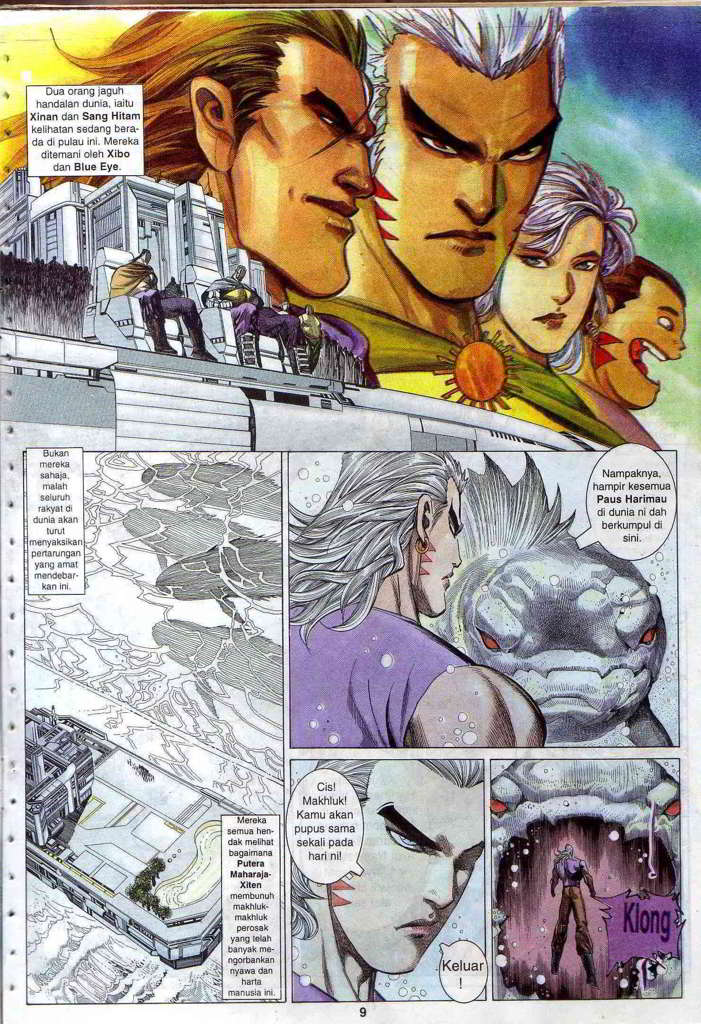 Dua orang jaguh
handalan dunia, iaitu
Xinan dan Sang Hitam
kelihatan sedang bera-
da di pulau ini. Mereka
ditemani oleh Xibo
dan Blue Eye.
Bukan
mereka
sahaja,
malah
seluruh
rakyat di
dunia akan
turut
menyaksikan
pertarungan
yang amat
mendebar-
kan ini.
Nampaknya,
hampir kesemua
Paus Harimau
di dunia ni dah
berkumpul di
sini.
Mereka
semua hen-
dak melihat
bagaimana
Putera
Maharaja-
Xiten
membunuh
makhluk-
makhluk
perosak
yang telah
banyak me-
ngorbankan
nyawa dan
harta
manusia ini.
Cis!
Makhluk!
Kamu akan
pupus sama
sekali pada
hari ni!
Keluar
!
Klong
9